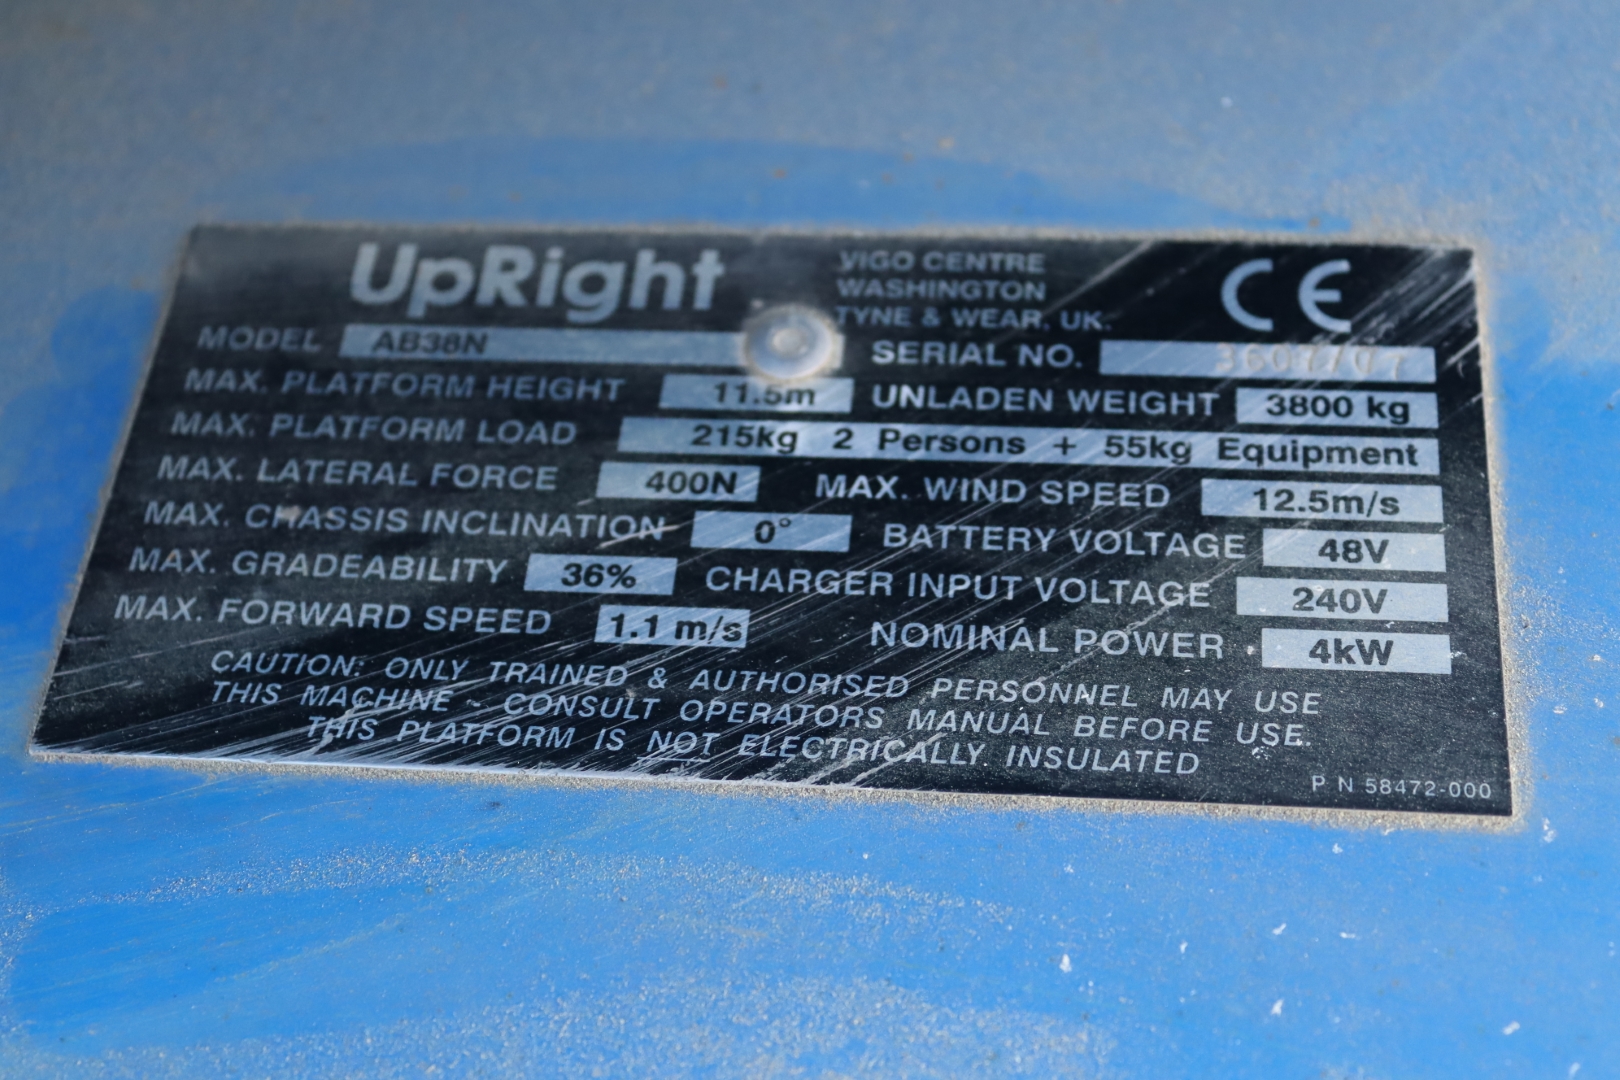 UpRight
VIGO CENTRE
WASHINGTON
TYNE & WEAR, UK.
CE
MODEL AB38N
SERIAL NO.
MAX. PLATFORM HEIGHT 11.5m UNLADEN WEIGHT 3800 kg
MAX. PLATFORM LOAD 215kg 2 Persons + 55kg Equipment
MAX. LATERAL FORCE 400N MAX. WIND SPEED 12.5m/s
MAX. CHASSIS INCLINATION 0° BATTERY VOLTAGE 48V
MAX. GRADEABILITY 36% CHARGER INPUT VOLTAGE 240V
MAX. FORWARD SPEED 1.1 m/s NOMINAL POWER 4kW
CAUTION: ONLY TRAINED & AUTHORISED PERSONNEL MAY USE
THIS MACHINE - CONSULT OPERATORS MANUAL BEFORE USE.
THIS PLATFORM IS NOT ELECTRICALLY INSULATED
P N 58472-000